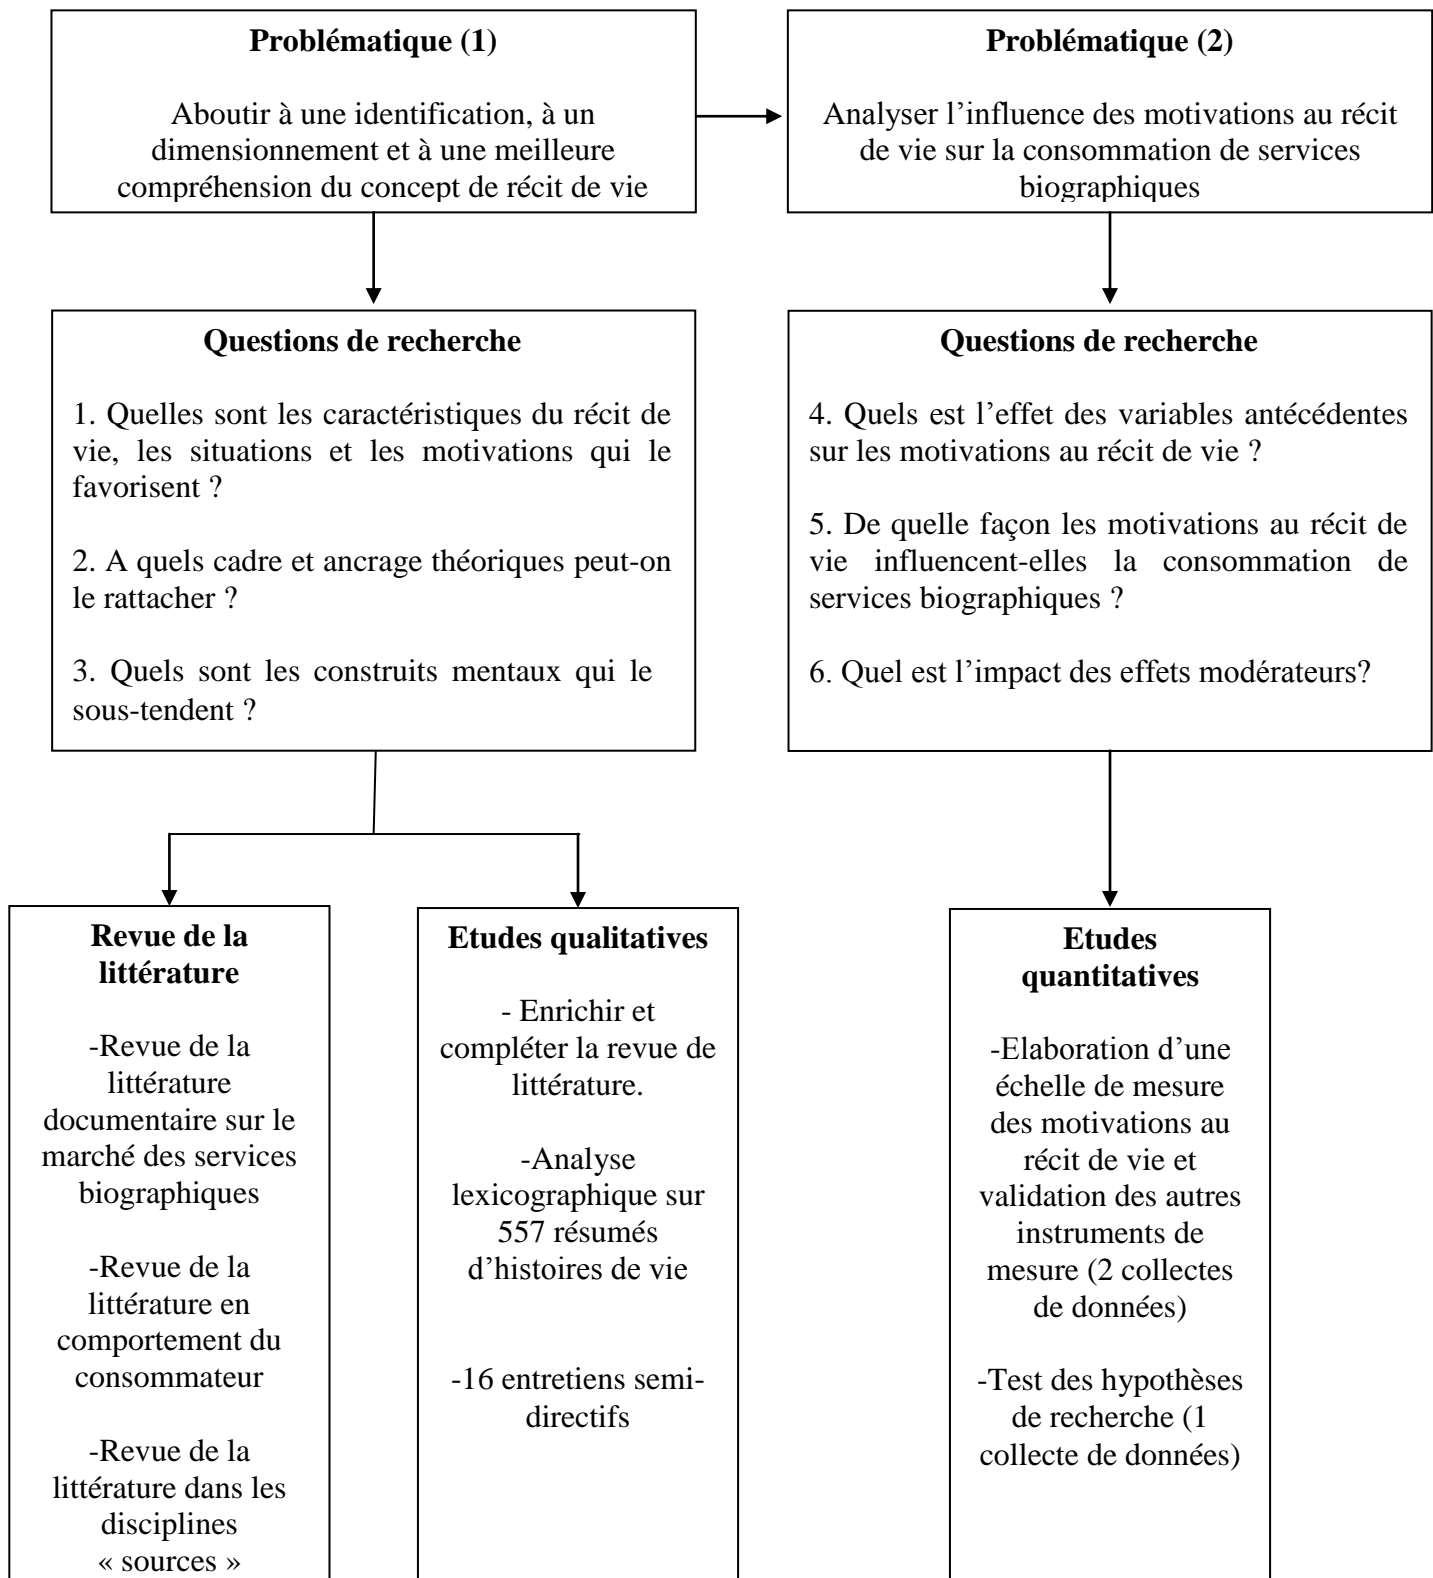 Problématique (1)
Aboutir à une identification, à un
dimensionnement et à une meilleure
compréhension du concept de récit de vie
Problématique (2)
Analyser l’influence des motivations au récit
de vie sur la consommation de services
biographiques
Questions de recherche
1. Quelles sont les caractéristiques du récit de
vie, les situations et les motivations qui le
favorisent ?
2. A quels cadre et ancrage théoriques peut-on
le rattacher ?
3. Quels sont les construits mentaux qui le
sous-tendent ?
Questions de recherche
4. Quels est l’effet des variables antécédentes
sur les motivations au récit de vie ?
5. De quelle façon les motivations au récit de
vie influencent-elles la consommation de
services biographiques ?
6. Quel est l’impact des effets modérateurs?
Revue de la
littérature
-Revue de la
littérature
documentaire sur le
marché des services
biographiques
-Revue de la
littérature en
comportement du
consommateur
-Revue de la
littérature dans les
disciplines
« sources »
Etudes qualitatives
- Enrichir et
compléter la revue de
littérature.
-Analyse
lexicographique sur
557 résumés
d’histoires de vie
-16 entretiens semi-
directifs
Etudes
quantitatives
-Elaboration d’une
échelle de mesure
des motivations au
récit de vie et
validation des autres
instruments de
mesure (2 collectes
de données)
-Test des hypothèses
de recherche (1
collecte de données)